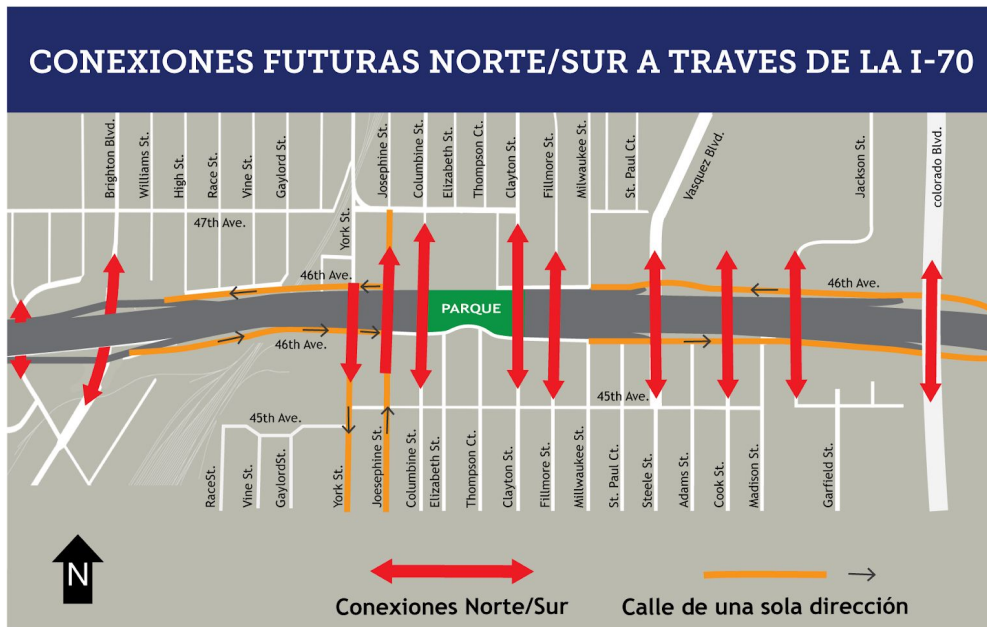 CONEXIONES FUTURAS NORTE/SUR A TRAVES DE LA I-70
Brighton Blvd.
Williams St.
High St.
Race St.
Vine St.
Gaylord St.
York St.
Josephine St.
Columbine St.
Elizabeth St.
Thompson Ct.
Clayton St.
Fillmore St.
Milwaukee St.
St. Paul Ct.
Vasquez Blvd.
Jackson St.
colorado Blvd.
47th Ave.
46th Ave.
46th Ave.
PARQUE
46th Ave.
45th Ave.
45th Ave.
RaceSt.
Vine St.
GaylordSt.
York St.
Joesephine St.
Columbine St.
Elizabeth St.
Thompson Ct.
Clayton St.
Fillmore St.
Millwaukee St.
St. Paul Ct.
Steele St.
Adams St.
Cook St.
Madison St.
Garfield St.
N
Conexiones Norte/Sur
Calle de una sola dirección